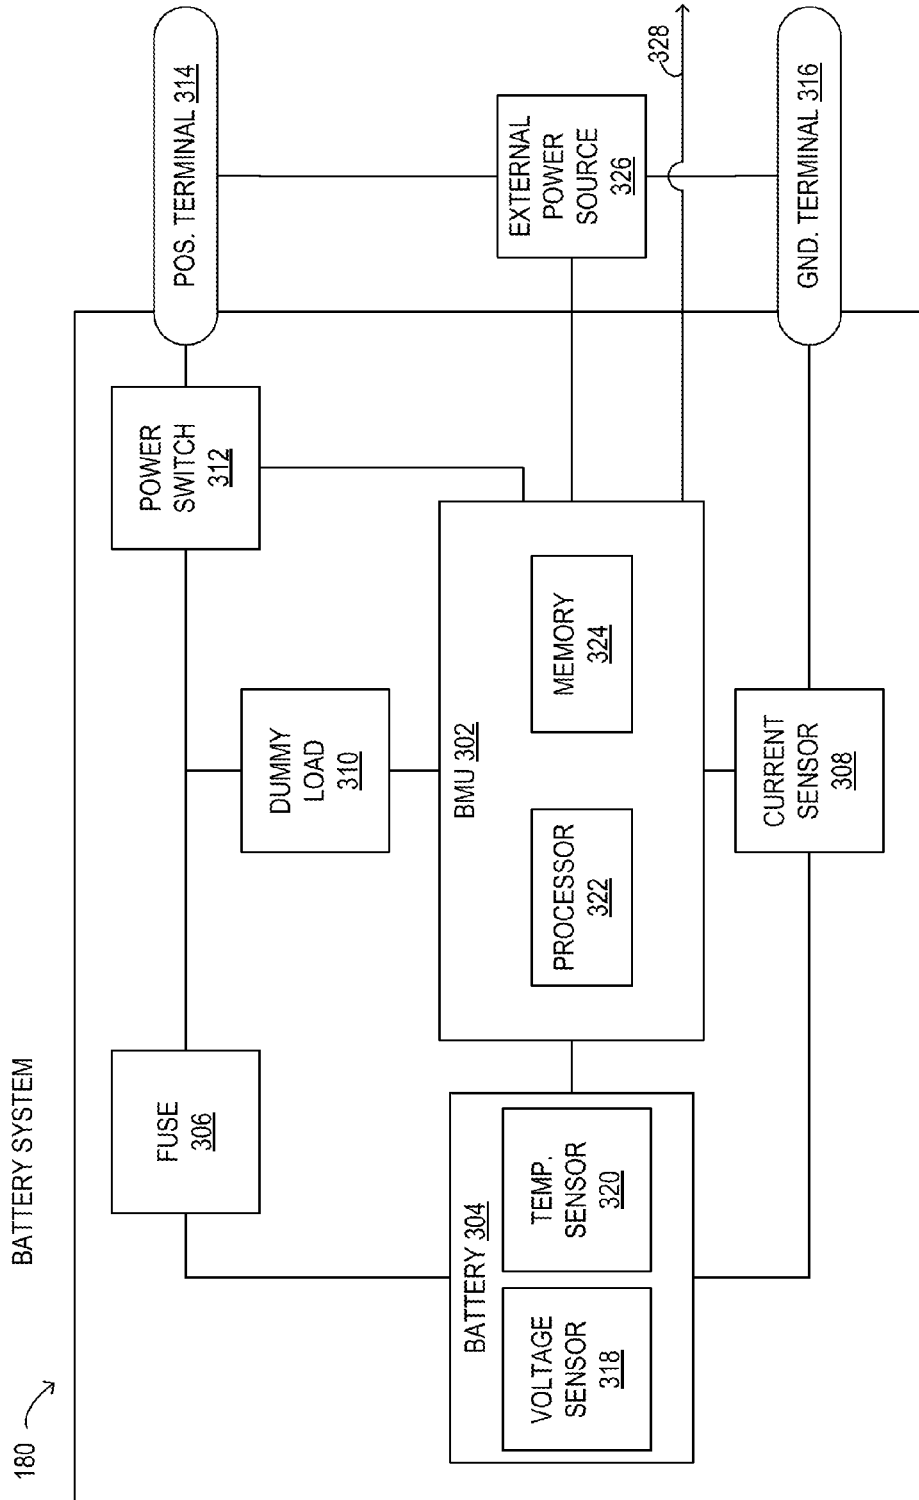 180
BATTERY SYSTEM
FUSE
306
POWER
SWITCH
312
POS. TERMINAL 314
DUMMY
LOAD
310
BATTERY 304
VOLTAGE
SENSOR
318
TEMP.
SENSOR
320
BMU 302
PROCESSOR
322
MEMORY
324
EXTERNAL
POWER
SOURCE
326
328
CURRENT
SENSOR
308
GND. TERMINAL 316